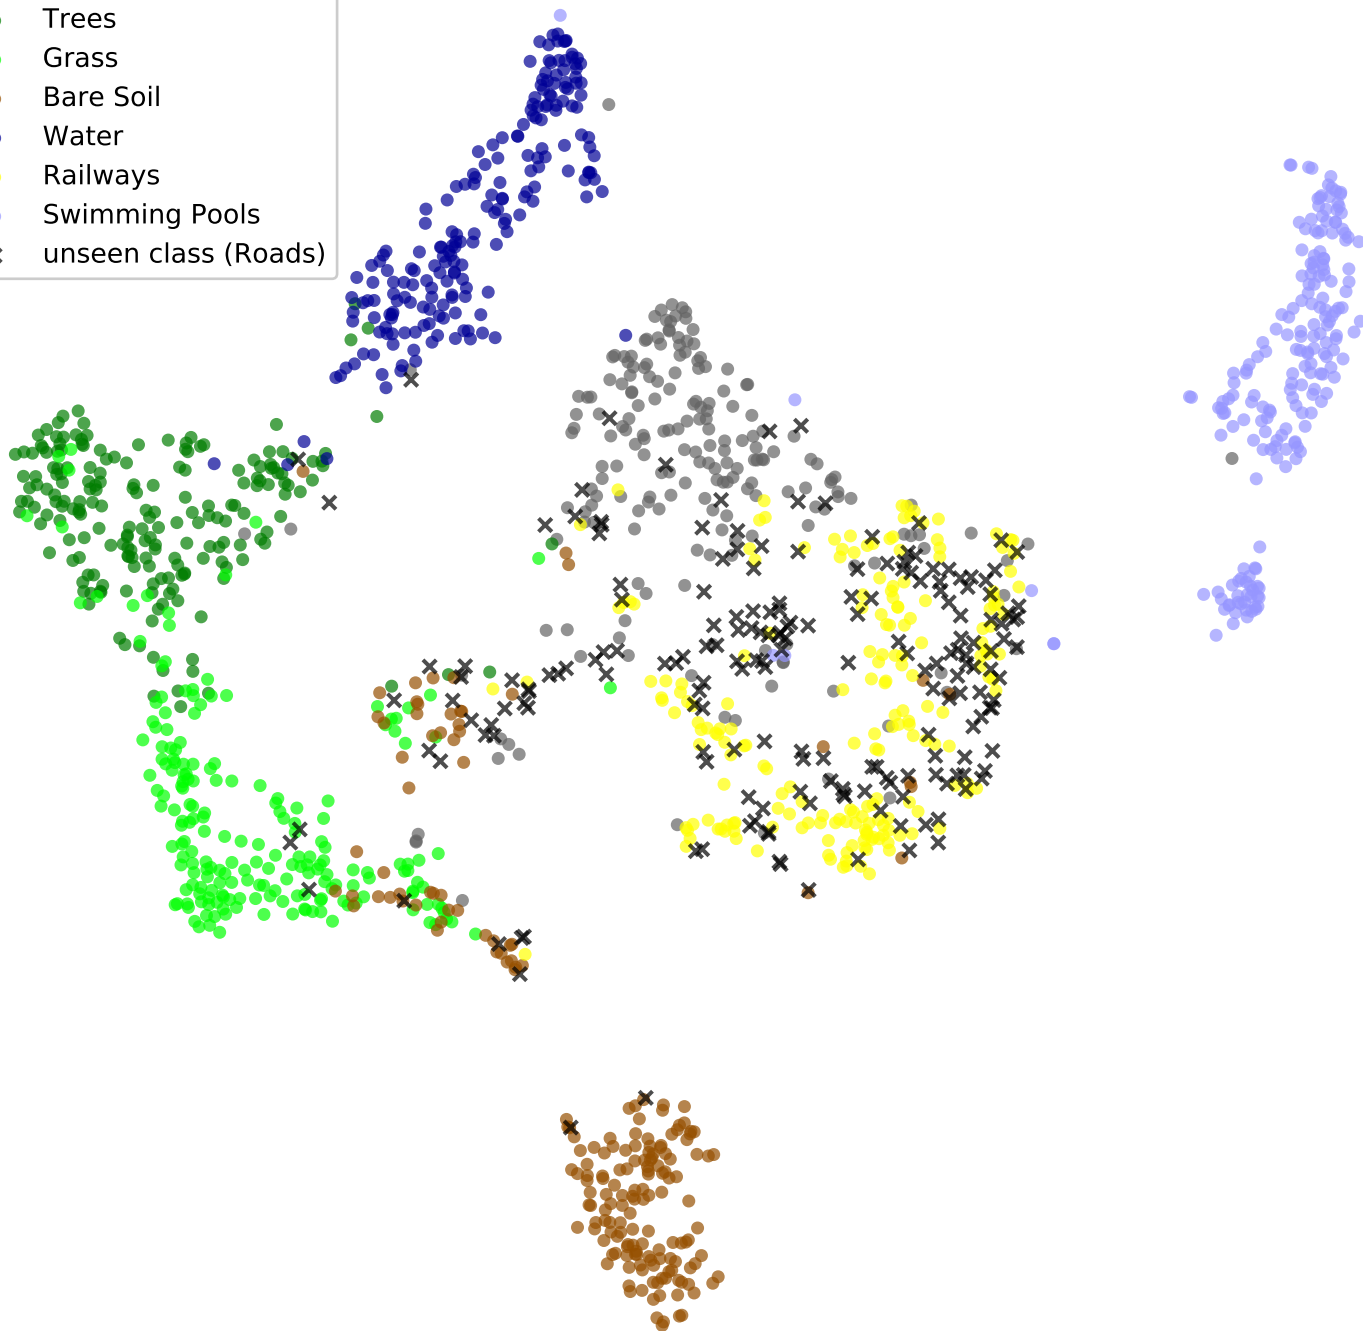 Trees
Grass
Bare Soil
Water
Railways
Swimming Pools
unseen class (Roads)